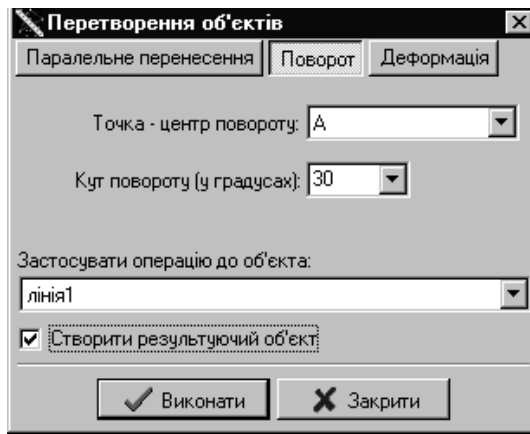 Перетворення об'єктів
Паралельне перенесення Поворот Деформація
Точка - центр повороту: A
Кут повороту (у градусах): 30
Застосувати операцію до об'єкта:
лінія1
Створити результуючий об'єкт
Виконати Закрити